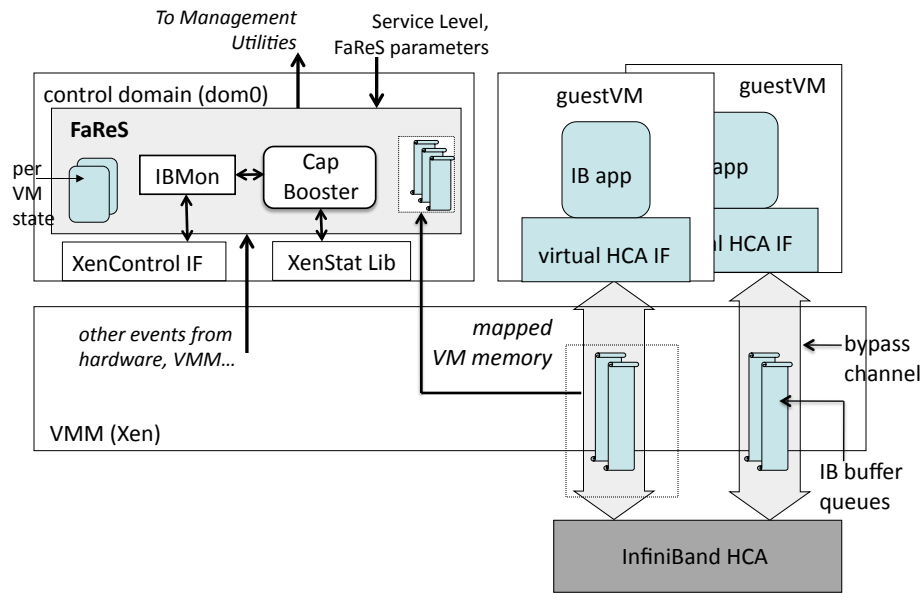 To Management
Utilities
Service Level,
FaReS parameters
control domain (dom0)
FaReS
per
VM
state
IBMon
Cap
Booster
XenControl IF
XenStat Lib
guestVM
guestVM
IB app
app
virtual HCA IF
l HCA IF
other events from
hardware, VMM...
mapped
VM memory
bypass
channel
VMM (Xen)
IB buffer
queues
InfiniBand HCA